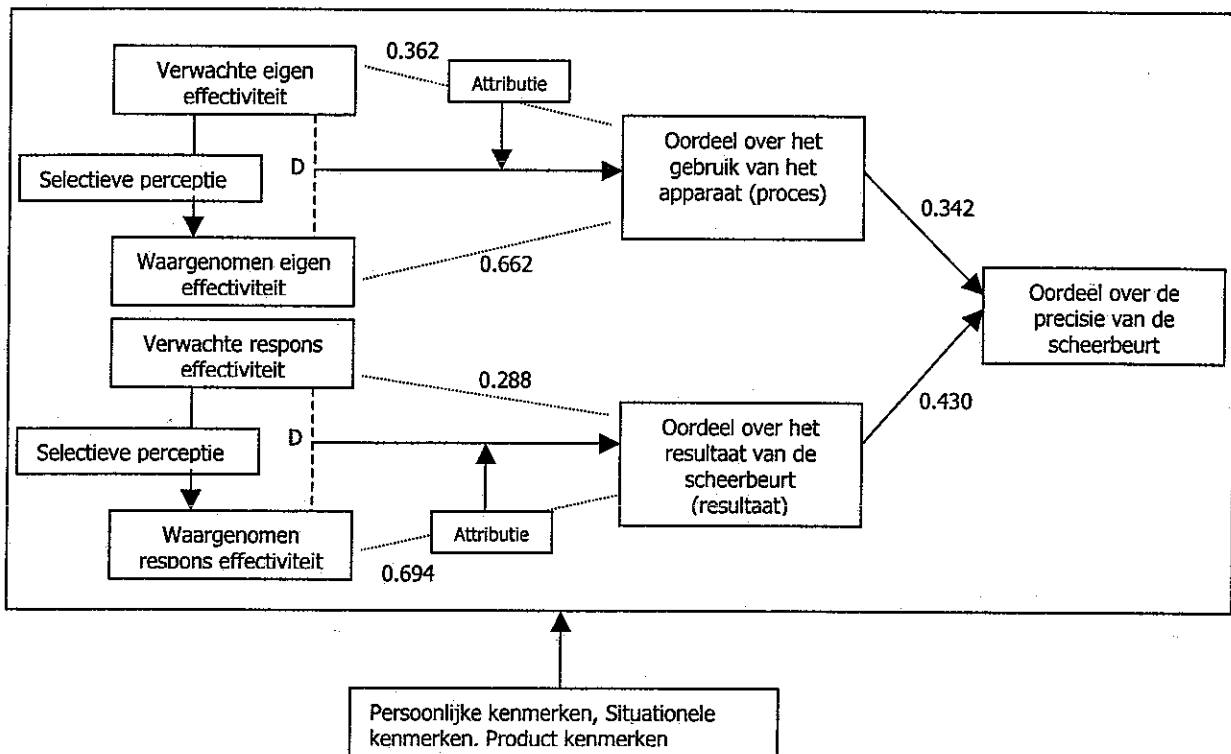 0.362
Verwachte eigen
effectiviteit
Attributie
Oordeel over het
gebruik van het
apparaat (proces)
D
Selectieve perceptie
0.342
Waargenomen eigen
effectiviteit
0.662
Oordeel over de
precisie van de
scheerbeurt
Verwachte respons
effectiviteit
0.288
0.430
Oordeel over het
resultaat van de
scheerbeurt
(resultaat)
D
Selectieve perceptie
Waargenomen
respons effectiviteit
Attributie
0.694
Persoonlijke kenmerken, Situationele
kenmerken, Product kenmerken